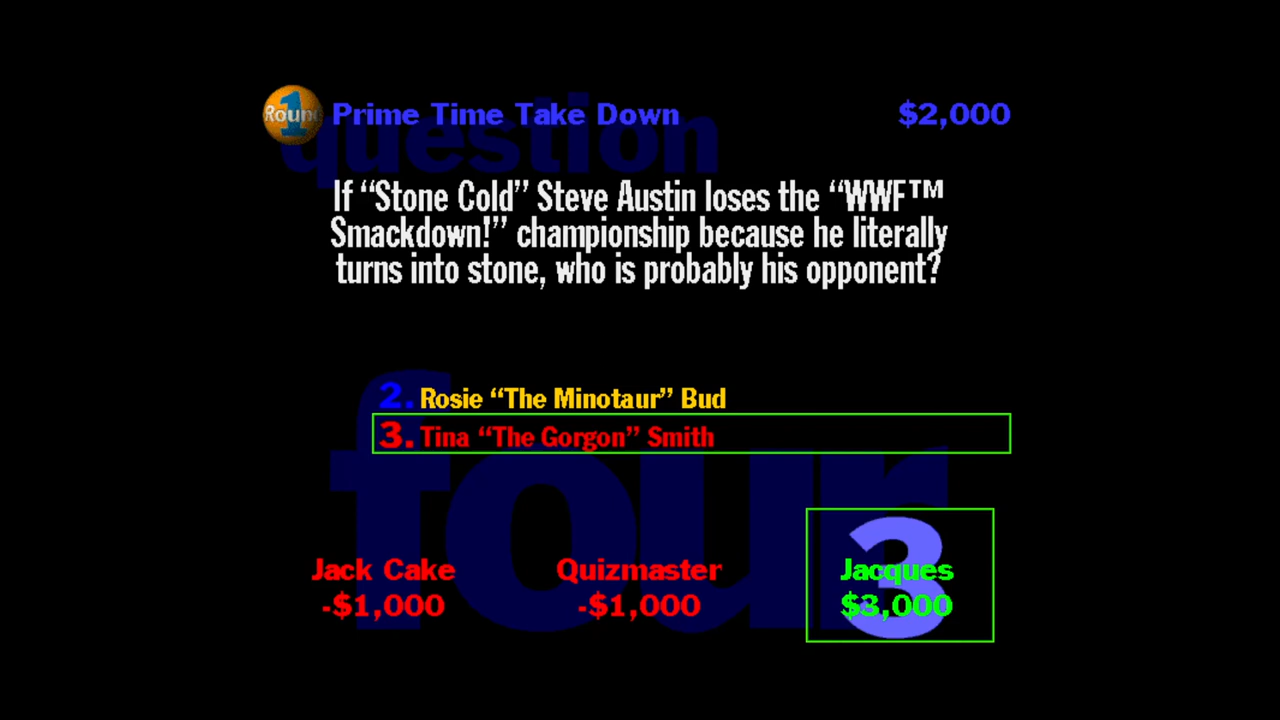 Round 1 Prime Time Take Down $2,000
question
If “Stone Cold” Steve Austin loses the “WWF™
Smackdown!” championship because he literally
turns into stone, who is probably his opponent?
four
2. Rosie “The Minotaur” Bud
3. Tina “The Gorgon” Smith
3
Jack Cake Quizmaster Jacques
-$1,000 -$1,000 $3,000